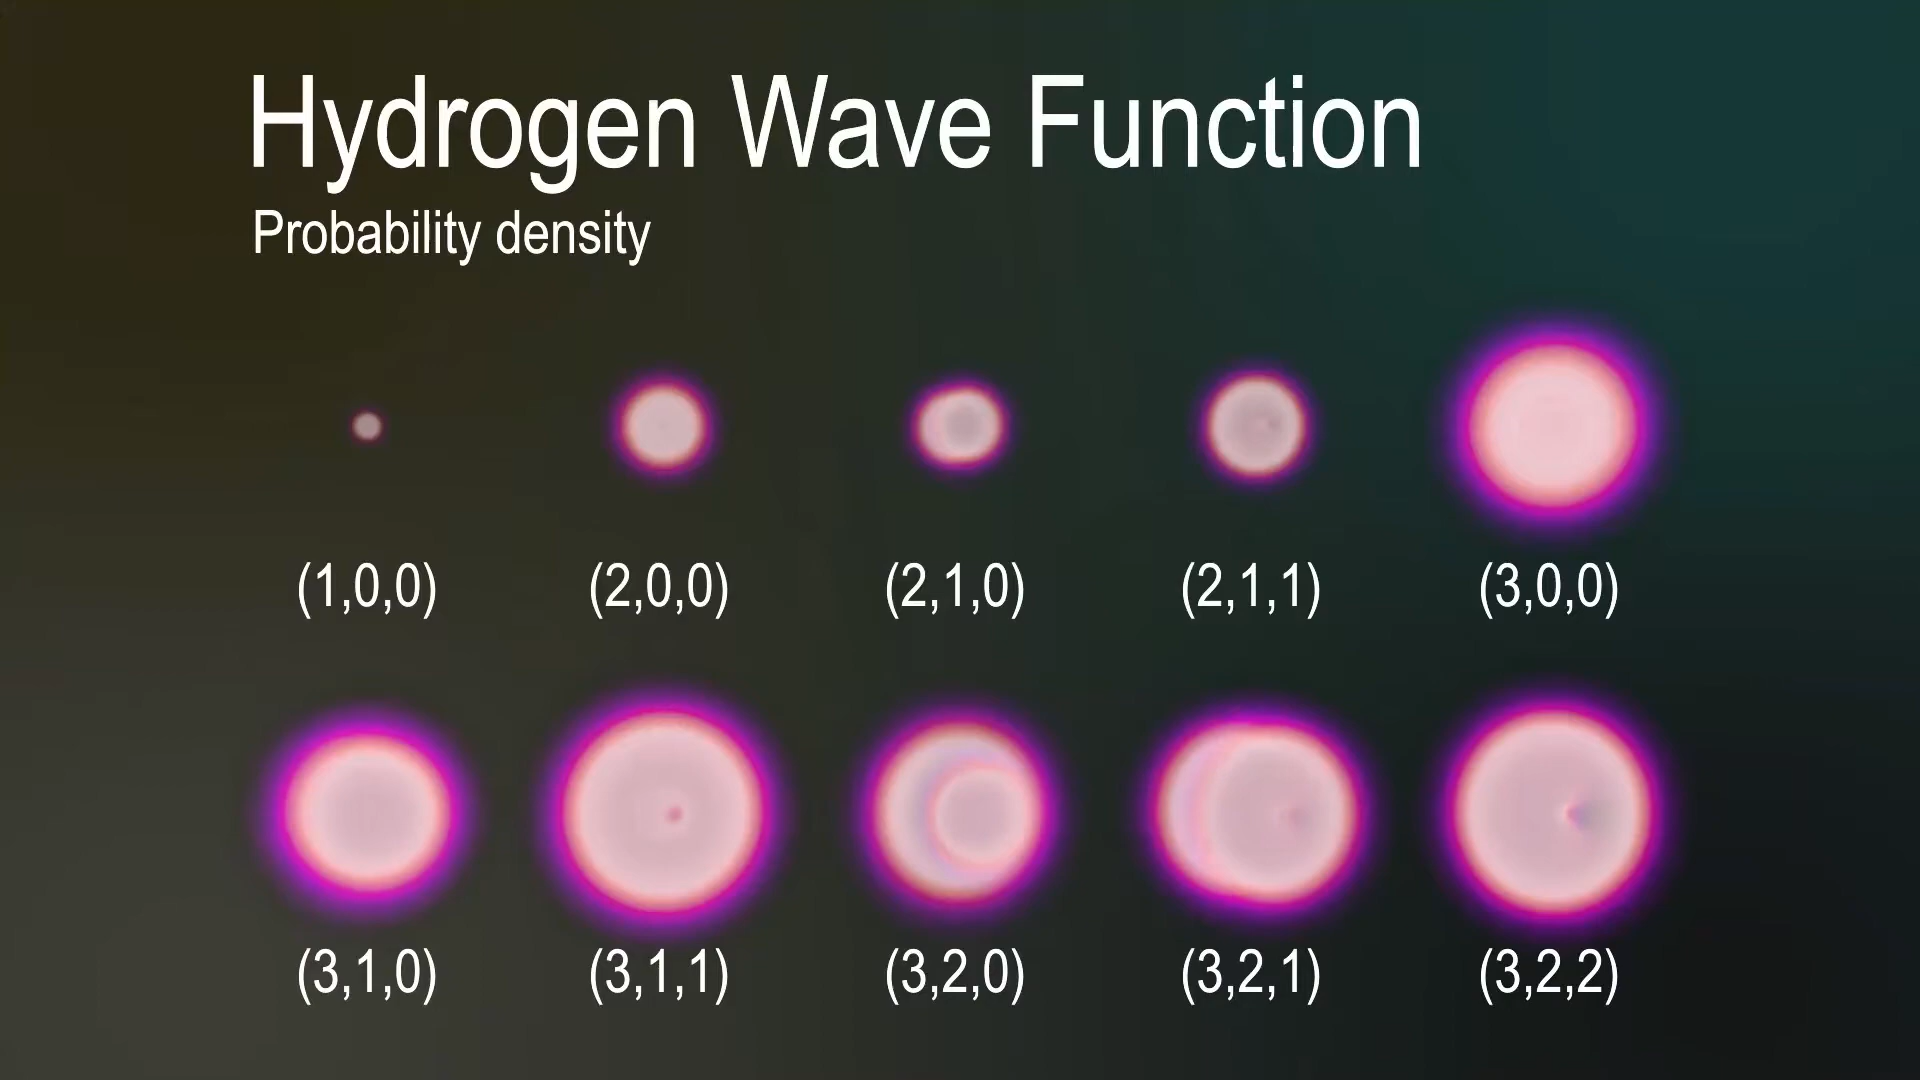 Hydrogen Wave Function
Probability density
(1,0,0) (2,0,0) (2,1,0) (2,1,1) (3,0,0)
(3,1,0) (3,1,1) (3,2,0) (3,2,1) (3,2,2)